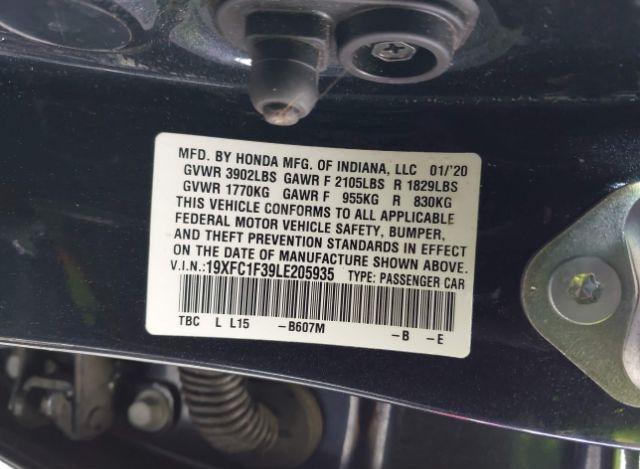 MFD. BY HONDA MFG. OF INDIANA, LLC 01/'20
GVWR 3902LBS GAWR F 2105LBS R 1829LBS
GVWR 1770KG GAWR F 955KG R 830KG
THIS VEHICLE CONFORMS TO ALL APPLICABLE
FEDERAL MOTOR VEHICLE SAFETY, BUMPER,
AND THEFT PREVENTION STANDARDS IN EFFECT
ON THE DATE OF MANUFACTURE SHOWN ABOVE.
V.I.N.:19XFC1F39LE205935 TYPE: PASSENGER CAR
TBC L L15 -B607M -B -E